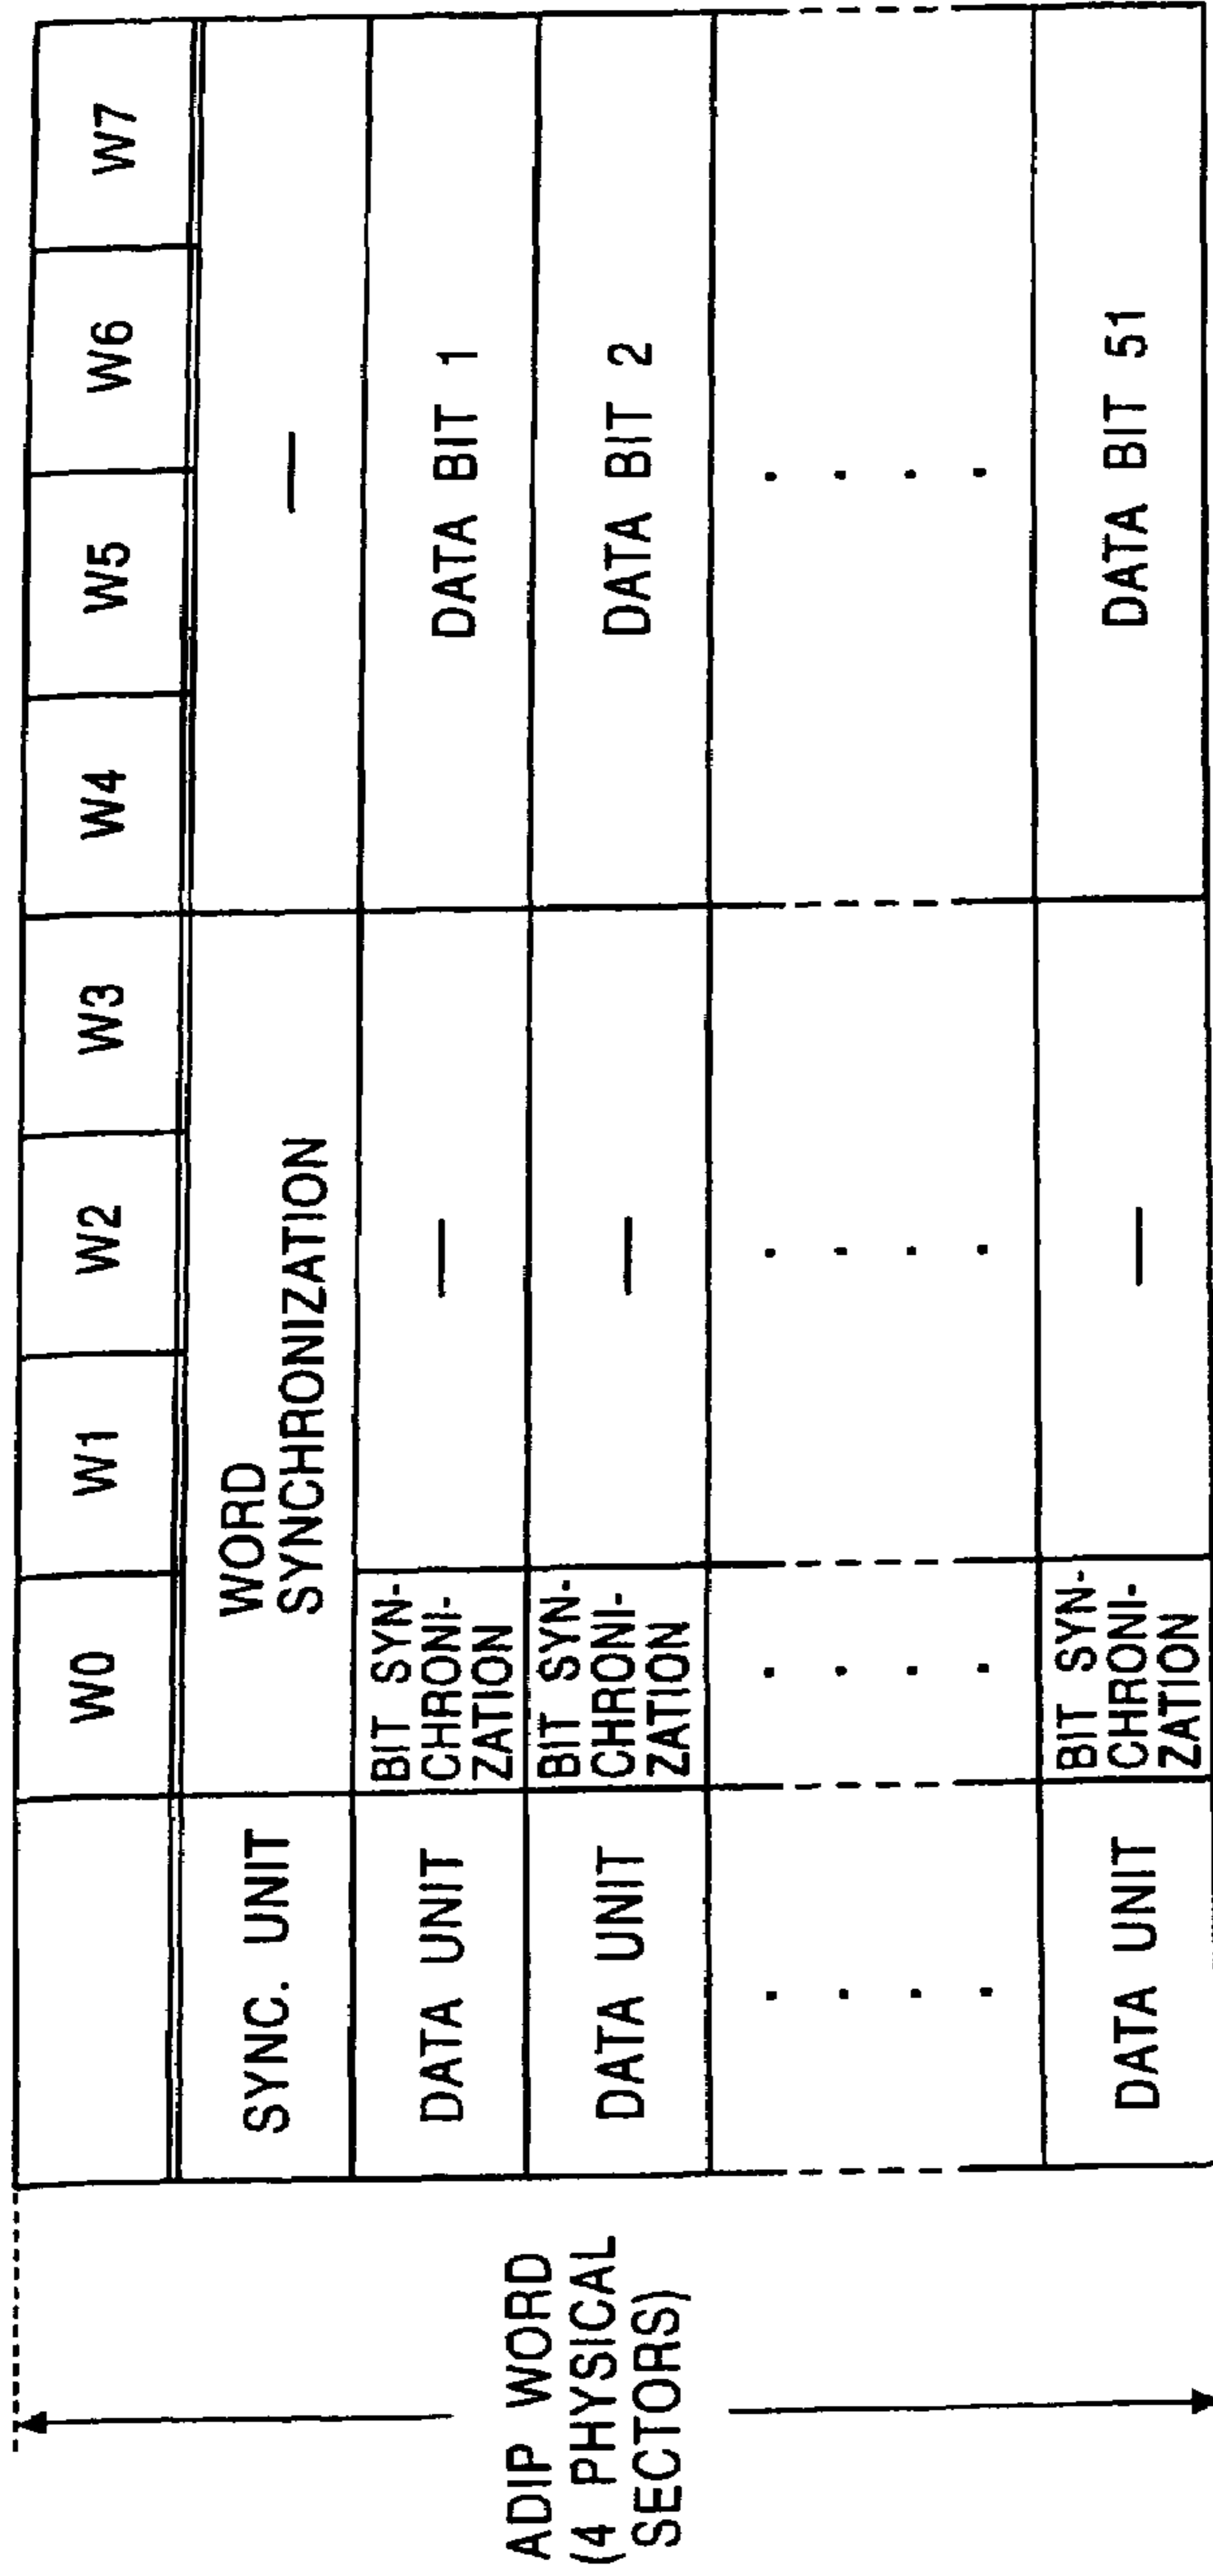 W0 W1 W2 W3 W4 W5 W6 W7
SYNC. UNIT
WORD
SYNCHRONIZATION
—
DATA UNIT
BIT SYN-
CHRONI-
ZATION
—
DATA BIT 1
DATA UNIT
BIT SYN-
CHRONI-
ZATION
—
DATA BIT 2
. . . .
. . . .
. . . .
. . . .
DATA UNIT
BIT SYN-
CHRONI-
ZATION
—
DATA BIT 51
ADIP WORD
(4 PHYSICAL
SECTORS)